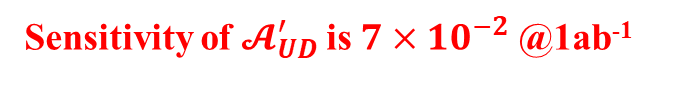 Sensitivity of 𝒜′_UD is 7 × 10⁻² @1ab⁻¹